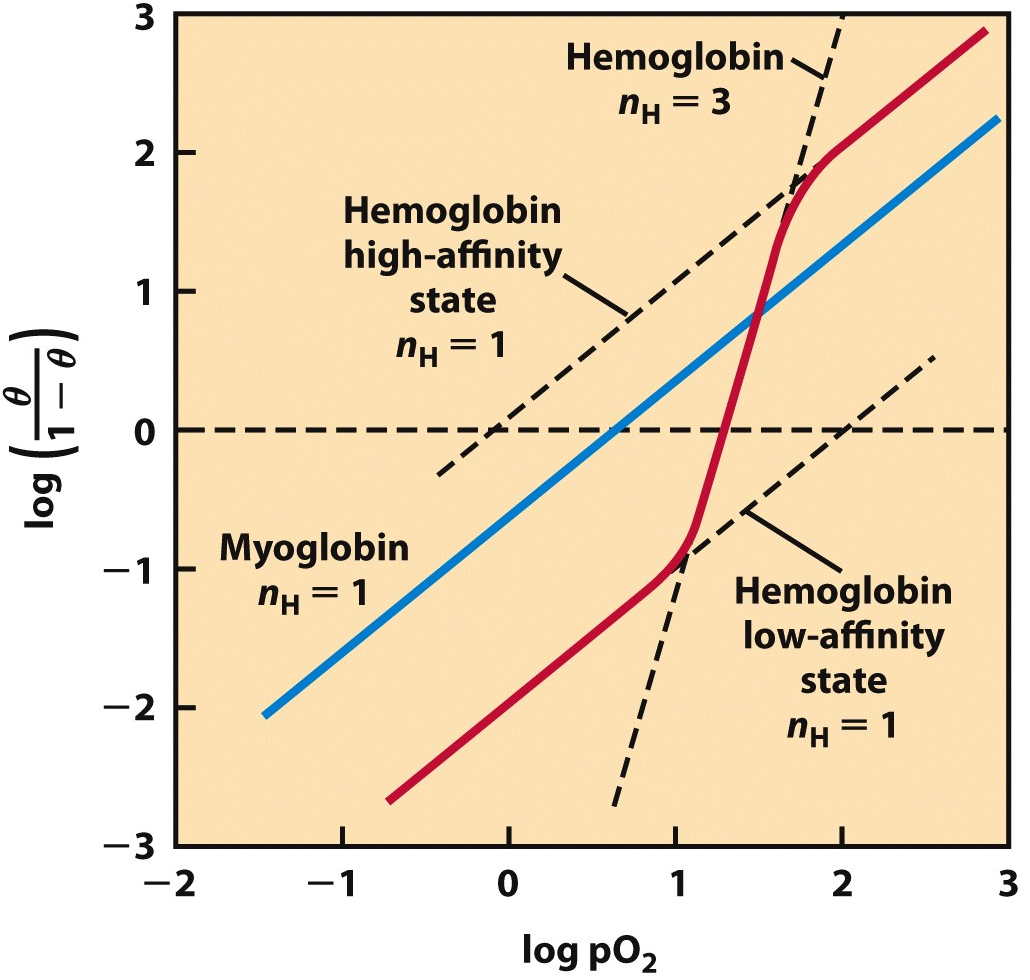 3
2
1
0
−1
−2
−3
−2
−1
0
1
2
3
log (θ / 1 − θ)
log pO₂
Hemoglobin
nH = 3
Hemoglobin
high-affinity
state
nH = 1
Myoglobin
nH = 1
Hemoglobin
low-affinity
state
nH = 1